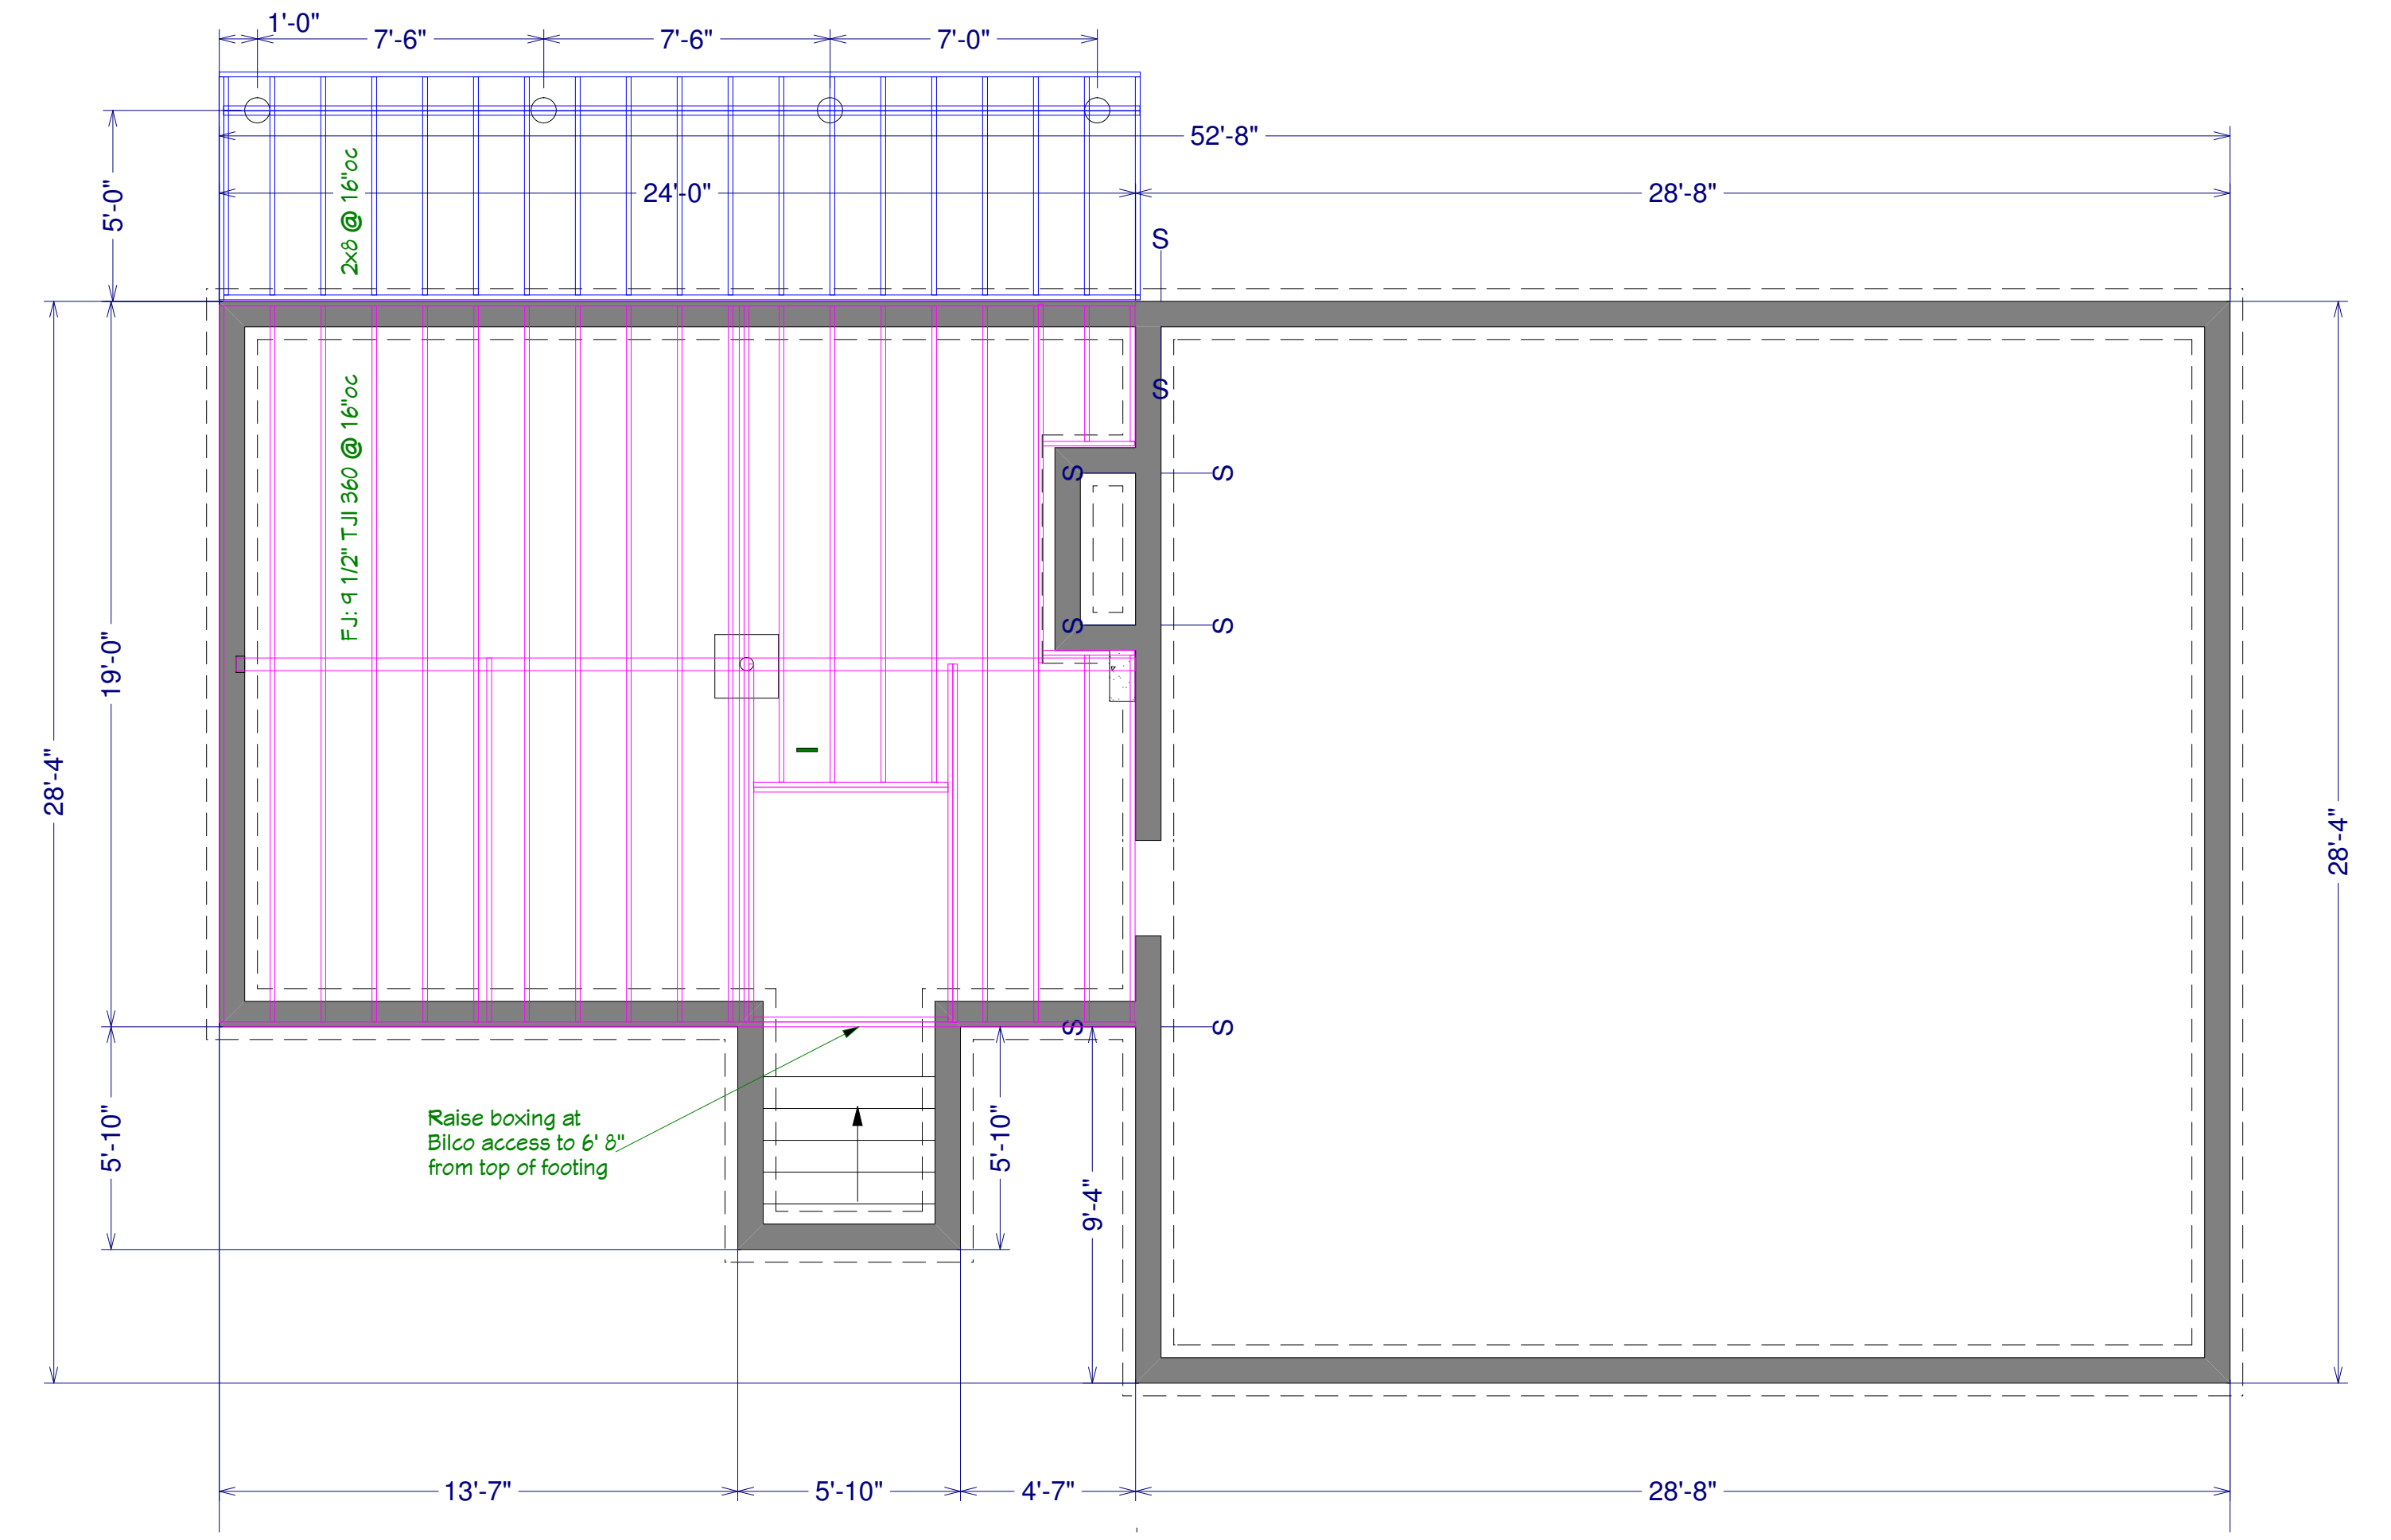 1'-0"
7'-6"
7'-6"
7'-0"
52'-8"
24'-0"
28'-8"
5'-0"
2x8 @ 16"oc
S
S
FJ: 9 1/2" TJI 360 @ 16"oc
S
S
S
S
19'-0"
28'-4"
28'-4"
S
S
Raise boxing at
Bilco access to 6' 8"
from top of footing
5'-10"
5'-10"
9'-4"
13'-7"
5'-10"
4'-7"
28'-8"